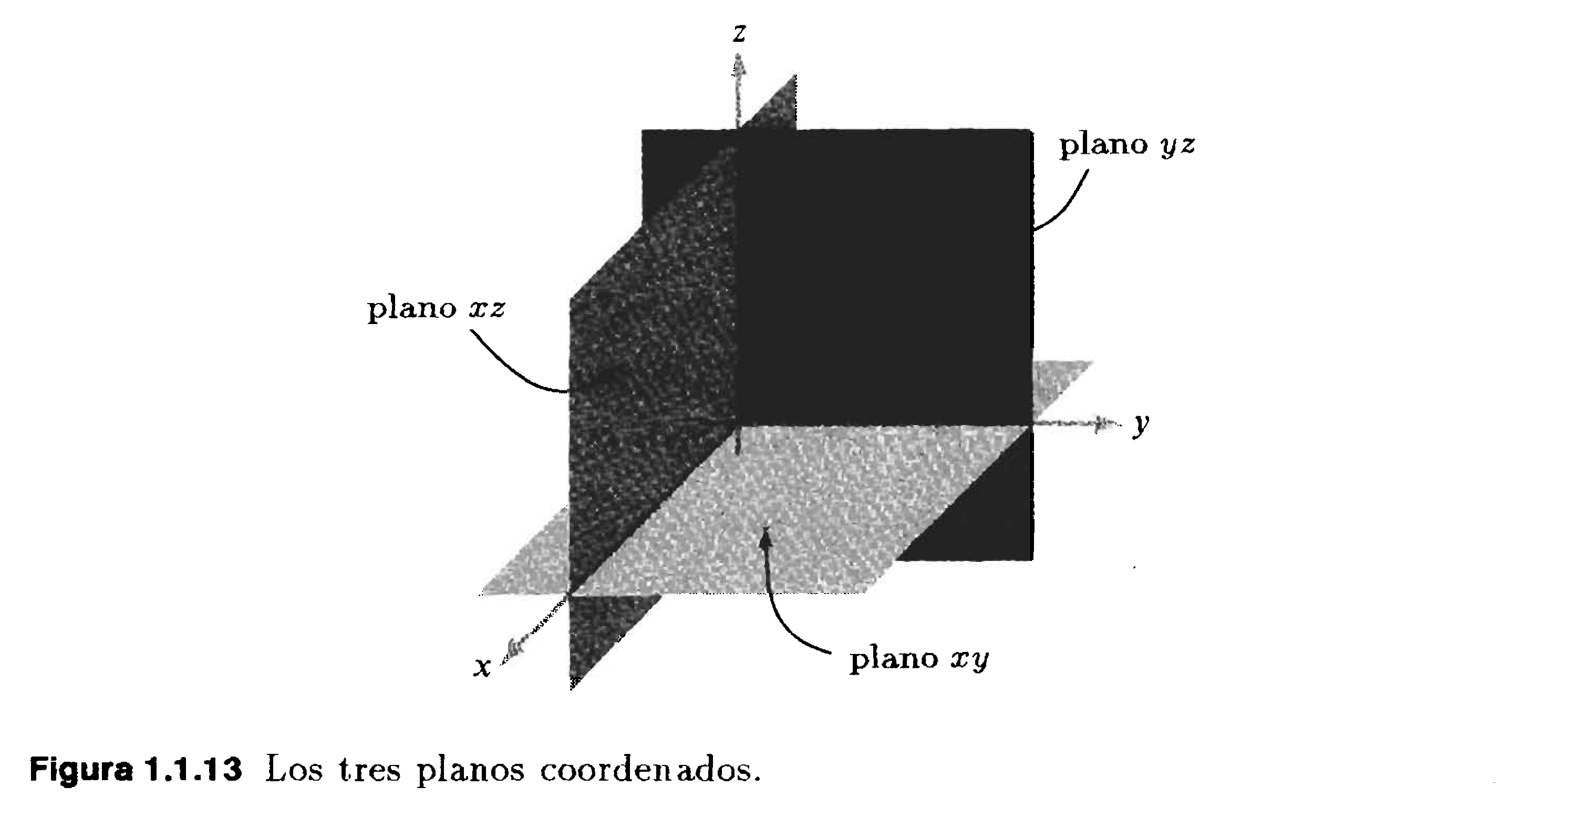 z
plano yz
plano xz
y
x
plano xy
Figura 1.1.13 Los tres planos coordenados.